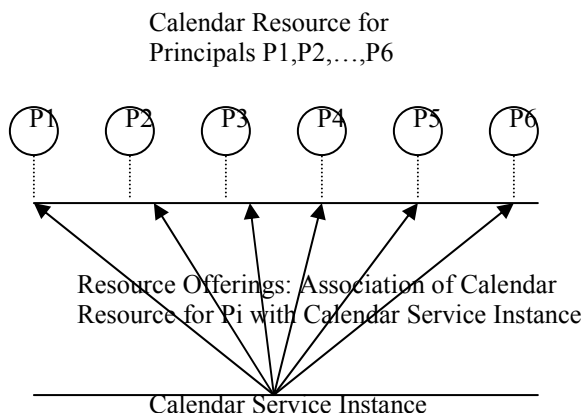 Calendar Resource for
Principals P1,P2,…,P6
P1 P2 P3 P4 P5 P6
Resource Offerings: Association of Calendar
Resource for Pi with Calendar Service Instance
Calendar Service Instance